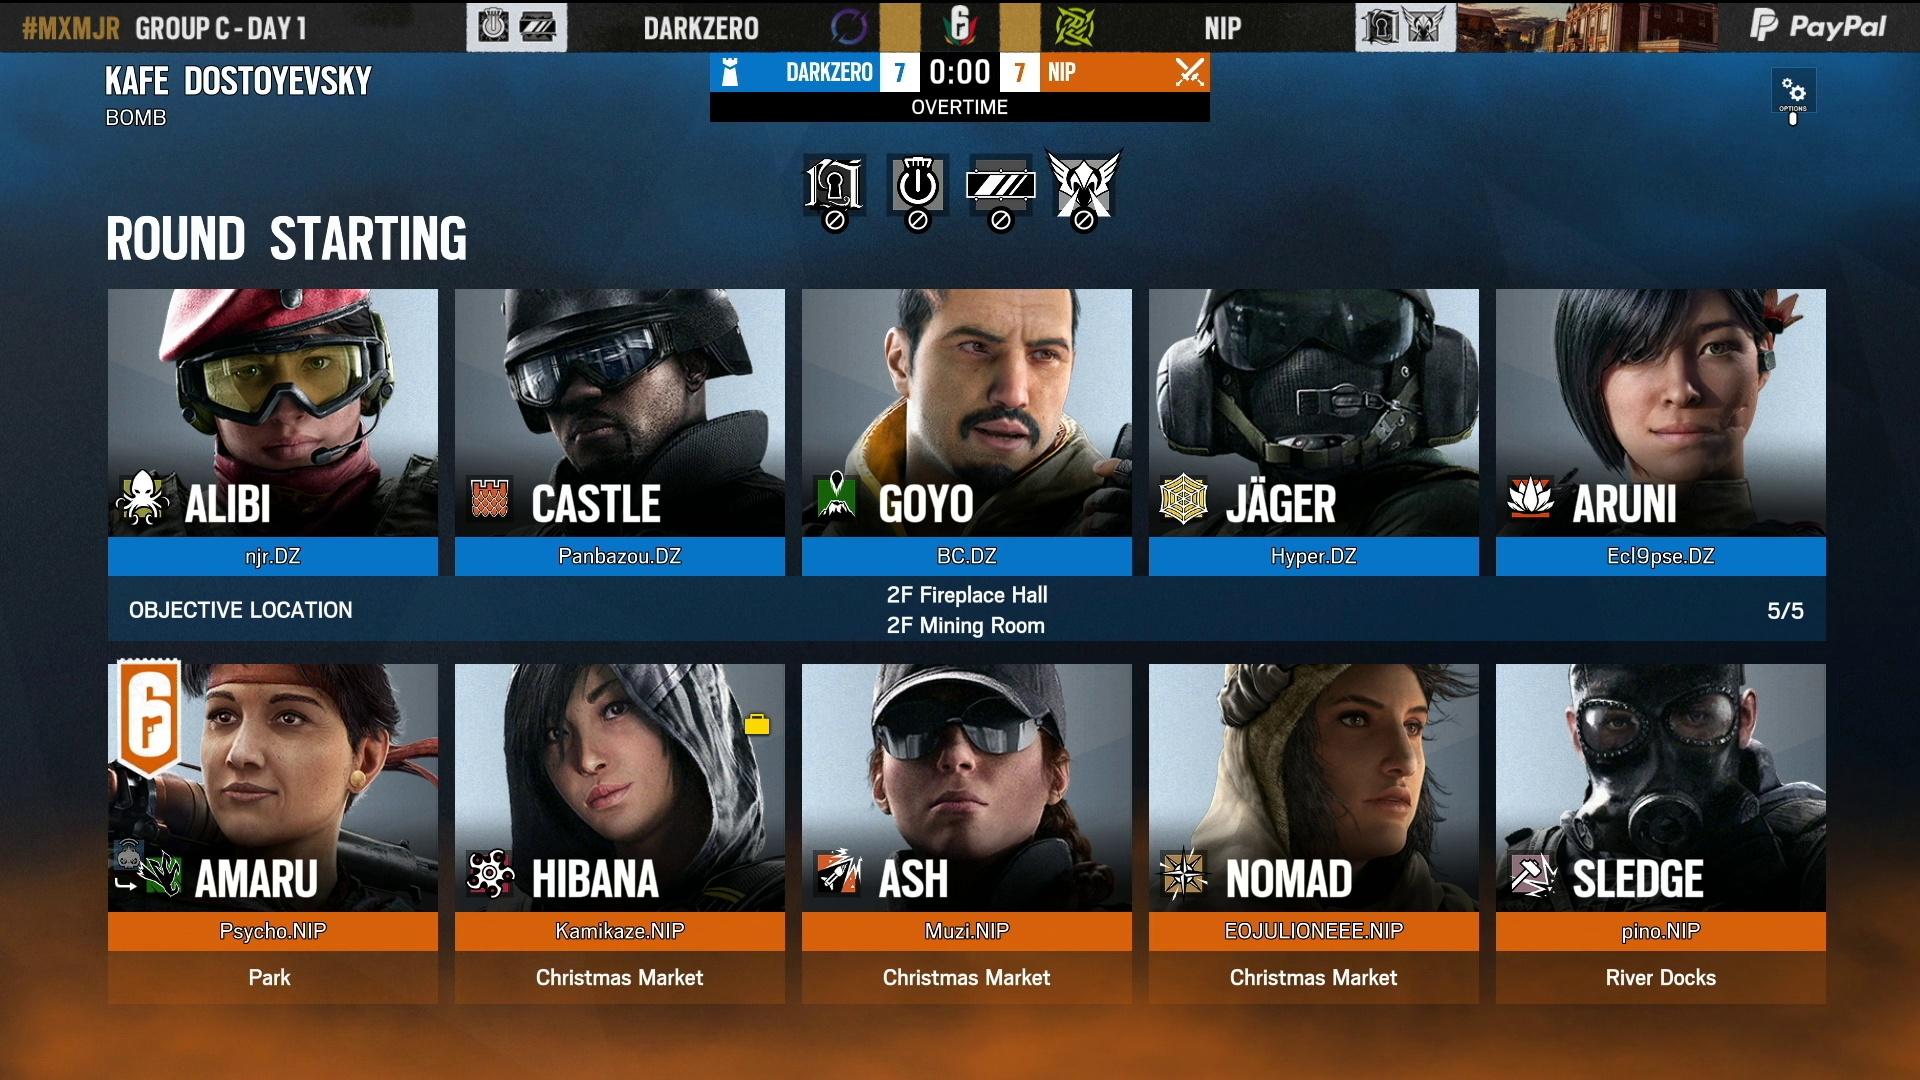 #MXMJR GROUP C - DAY 1
DARKZERO
NIP
PayPal
KAFE DOSTOYEVSKY
BOMB
DARKZERO 7 0:00 7 NIP
OVERTIME
OPTIONS
ROUND STARTING
ALIBI
CASTLE
GOYO
JÄGER
ARUNI
njr.DZ
Panbazou.DZ
BC.DZ
Hyper.DZ
Ecl9pse.DZ
OBJECTIVE LOCATION
2F Fireplace Hall
2F Mining Room
5/5
6
AMARU
HIBANA
ASH
NOMAD
SLEDGE
Psycho.NIP
Kamikaze.NIP
Muzi.NIP
EOJULIONEEE.NIP
pino.NIP
Park
Christmas Market
Christmas Market
Christmas Market
River Docks